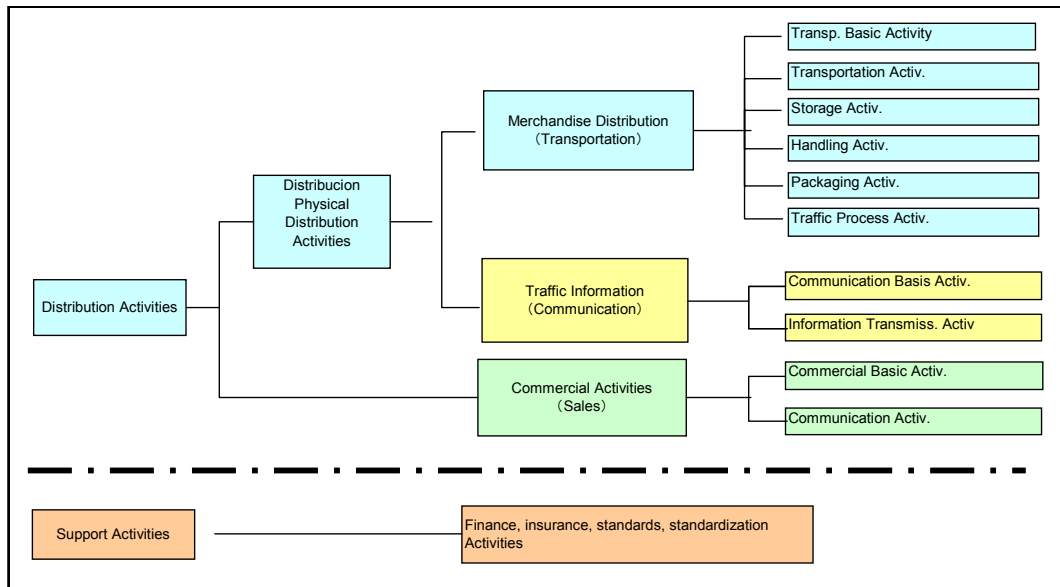 Transp. Basic Activity
Transportation Activ.
Storage Activ.
Merchandise Distribution
(Transportation)
Handling Activ.
Packaging Activ.
Traffic Process Activ.
Distribucion
Physical
Distribution
Activities
Distribution Activities
Traffic Information
(Communication)
Communication Basis Activ.
Information Transmiss. Activ
Commercial Activities
(Sales)
Commercial Basic Activ.
Communication Activ.
Support Activities
Finance, insurance, standards, standardization
Activities